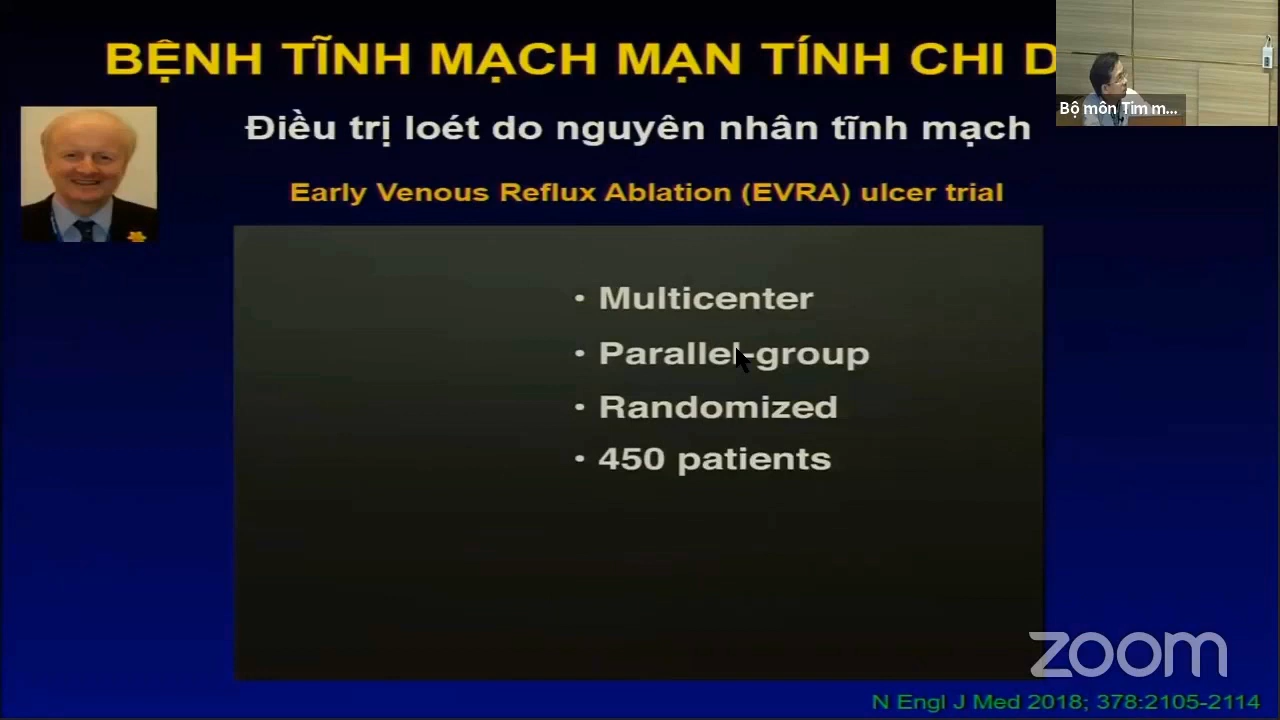 BỆNH TĨNH MẠCH MẠN TÍNH CHI D
Bộ môn Tim m...
Điều trị loét do nguyên nhân tĩnh mạch
Early Venous Reflux Ablation (EVRA) ulcer trial
• Multicenter
• Parallel-group
• Randomized
• 450 patients
zoom
N Engl J Med 2018; 378:2105-2114